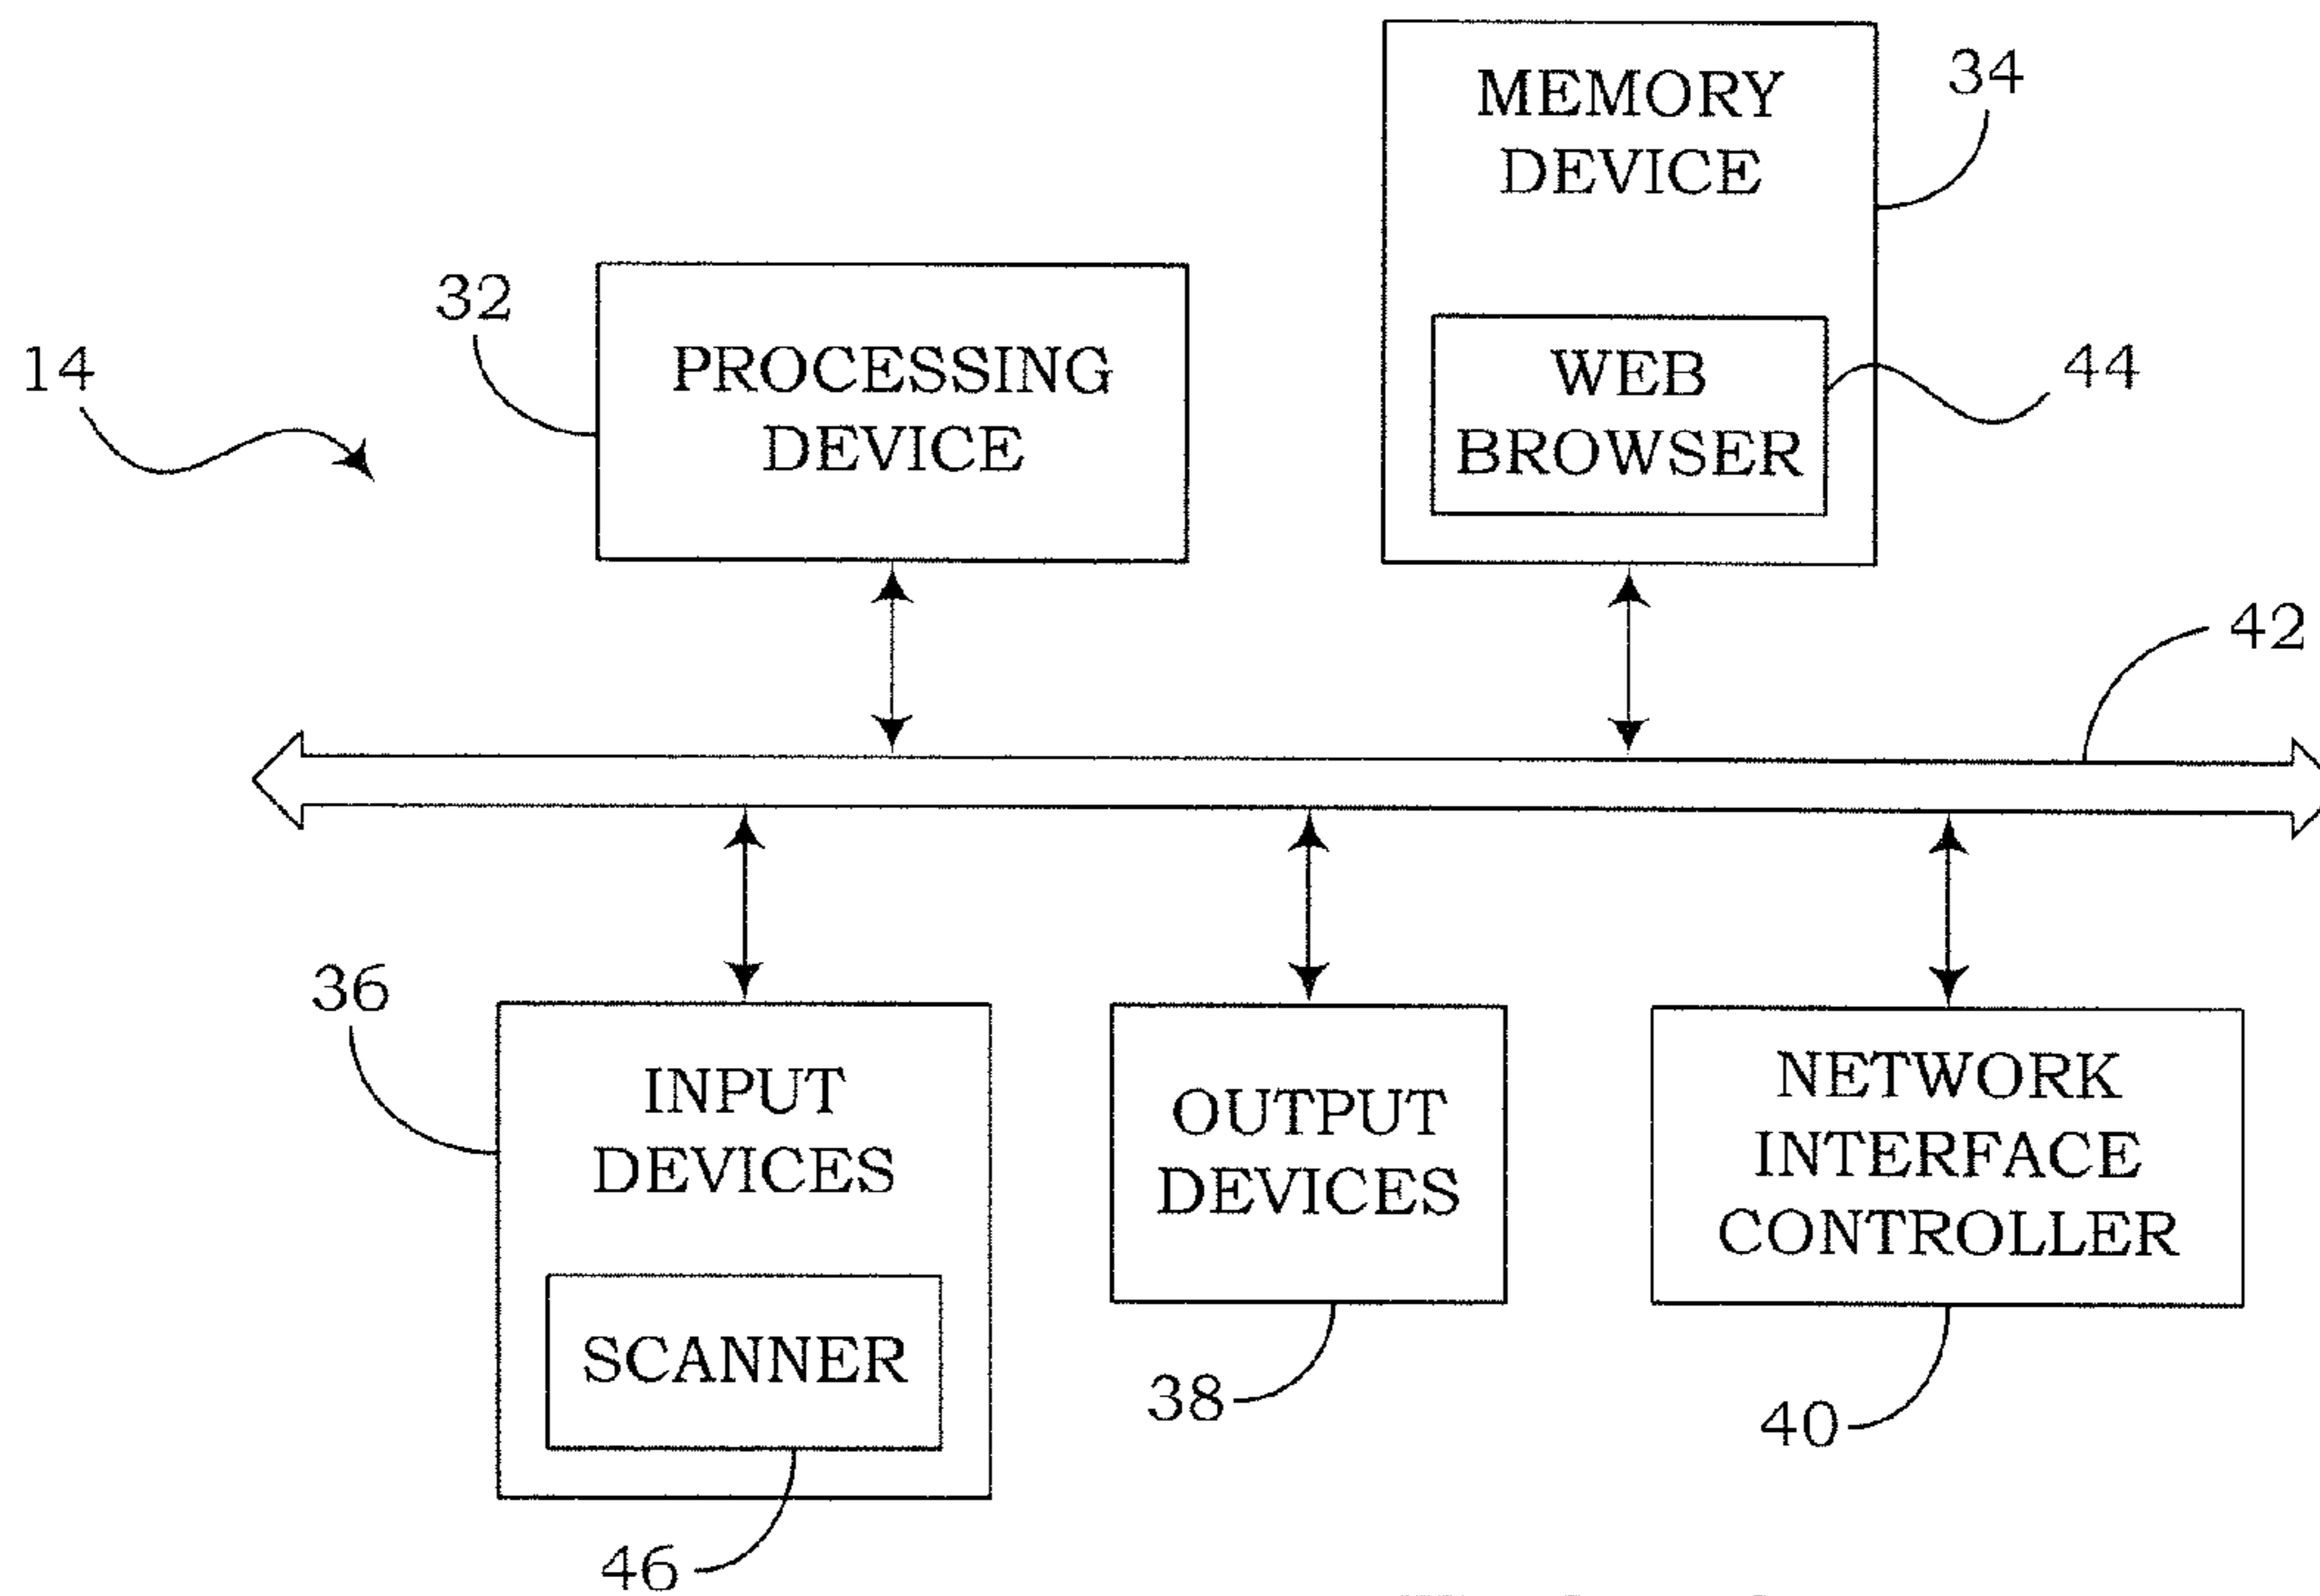 34
MEMORY
DEVICE
32
14
PROCESSING
DEVICE
WEB
BROWSER
44
42
36
INPUT
DEVICES
SCANNER
46
OUTPUT
DEVICES
38
NETWORK
INTERFACE
CONTROLLER
40